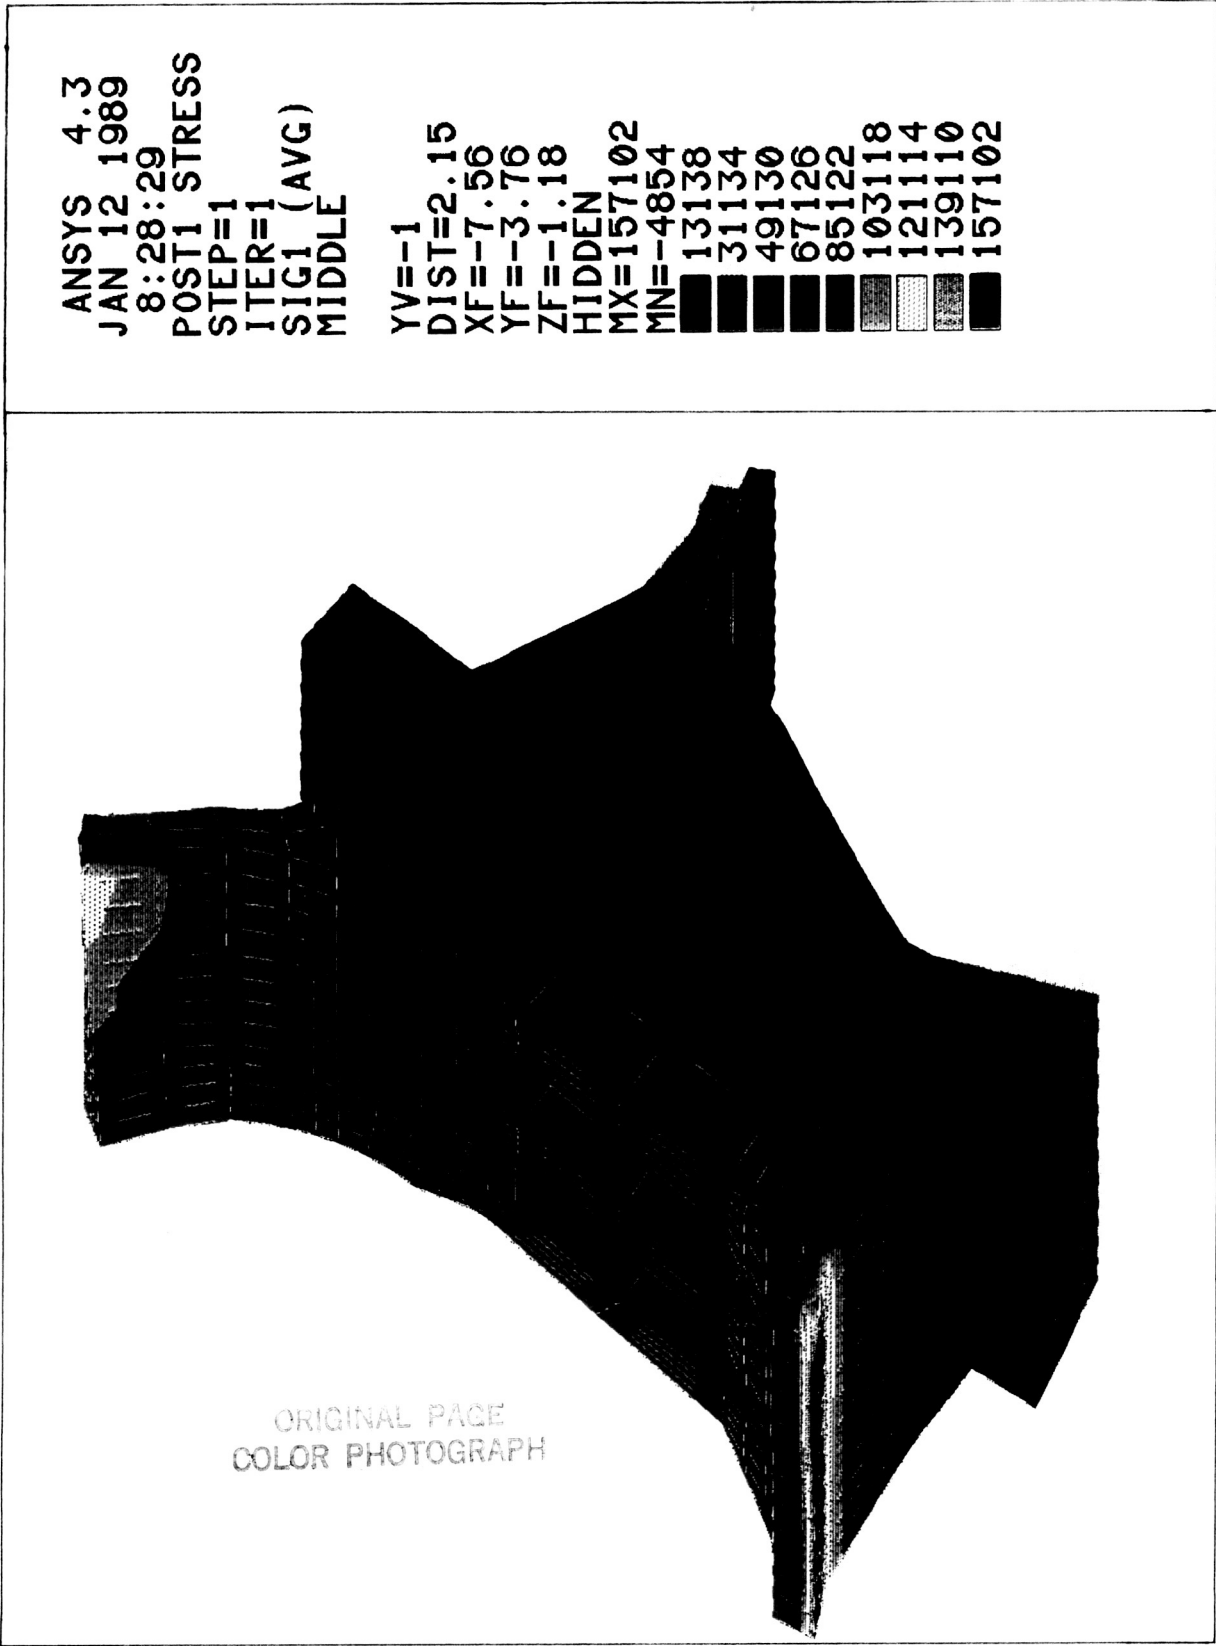 ANSYS 4.3
JAN 12 1989
8:28:29
POST1 STRESS
STEP=1
ITER=1
SIG1 (AVG)
MIDDLE
YV=-1
DIST=2.15
XF=-7.56
YF=-3.76
ZF=-1.18
HIDDEN
MX=157102
MN=-4854
13138
31134
49130
67126
85122
103118
121114
139110
157102
ORIGINAL PAGE
COLOR PHOTOGRAPH